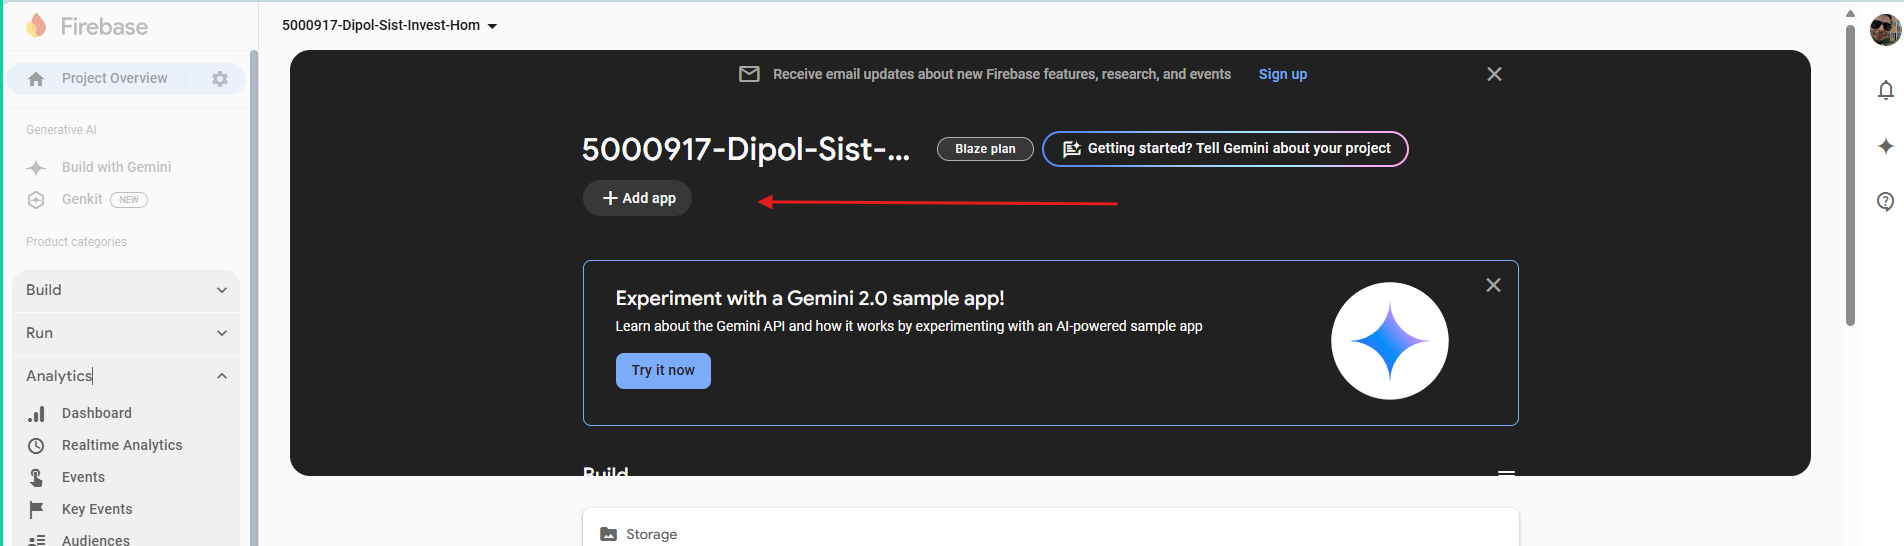 Firebase
5000917-Dipol-Sist-Invest-Hom
Project Overview
Generative AI
Build with Gemini
Genkit NEW
Product categories
Build
Run
Analytics
Dashboard
Realtime Analytics
Events
Key Events
Audiences
Receive email updates about new Firebase features, research, and events Sign up
5000917-Dipol-Sist-... Blaze plan Getting started? Tell Gemini about your project
Add app
Experiment with a Gemini 2.0 sample app!
Learn about the Gemini API and how it works by experimenting with an AI-powered sample app
Try it now
Build
Storage